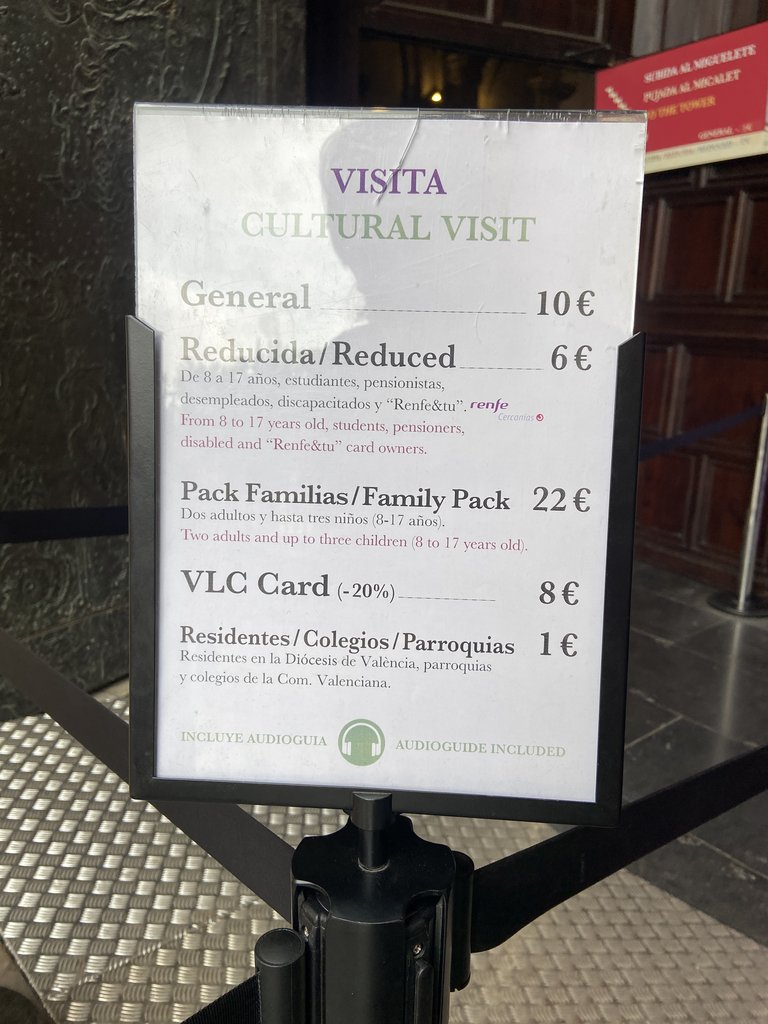 SUBIDA AL MIGUELETE
PUJADA AL MICALET
TO THE TOWER
VISITA
CULTURAL VISIT
General 10 €
Reducida/Reduced 6 €
De 8 a 17 años, estudiantes, pensionistas,
desempleados, discapacitados y “Renfe&tu”. renfe
Cercanías
From 8 to 17 years old, students, pensioners,
disabled and “Renfe&tu” card owners.
Pack Familias/Family Pack 22 €
Dos adultos y hasta tres niños (8-17 años).
Two adults and up to three children (8 to 17 years old).
VLC Card (-20%) 8 €
Residentes/Colegios/Parroquias 1 €
Residentes en la Diócesis de València, parroquias
y colegios de la Com. Valenciana.
INCLUYE AUDIOGUIA AUDIOGUIDE INCLUDED